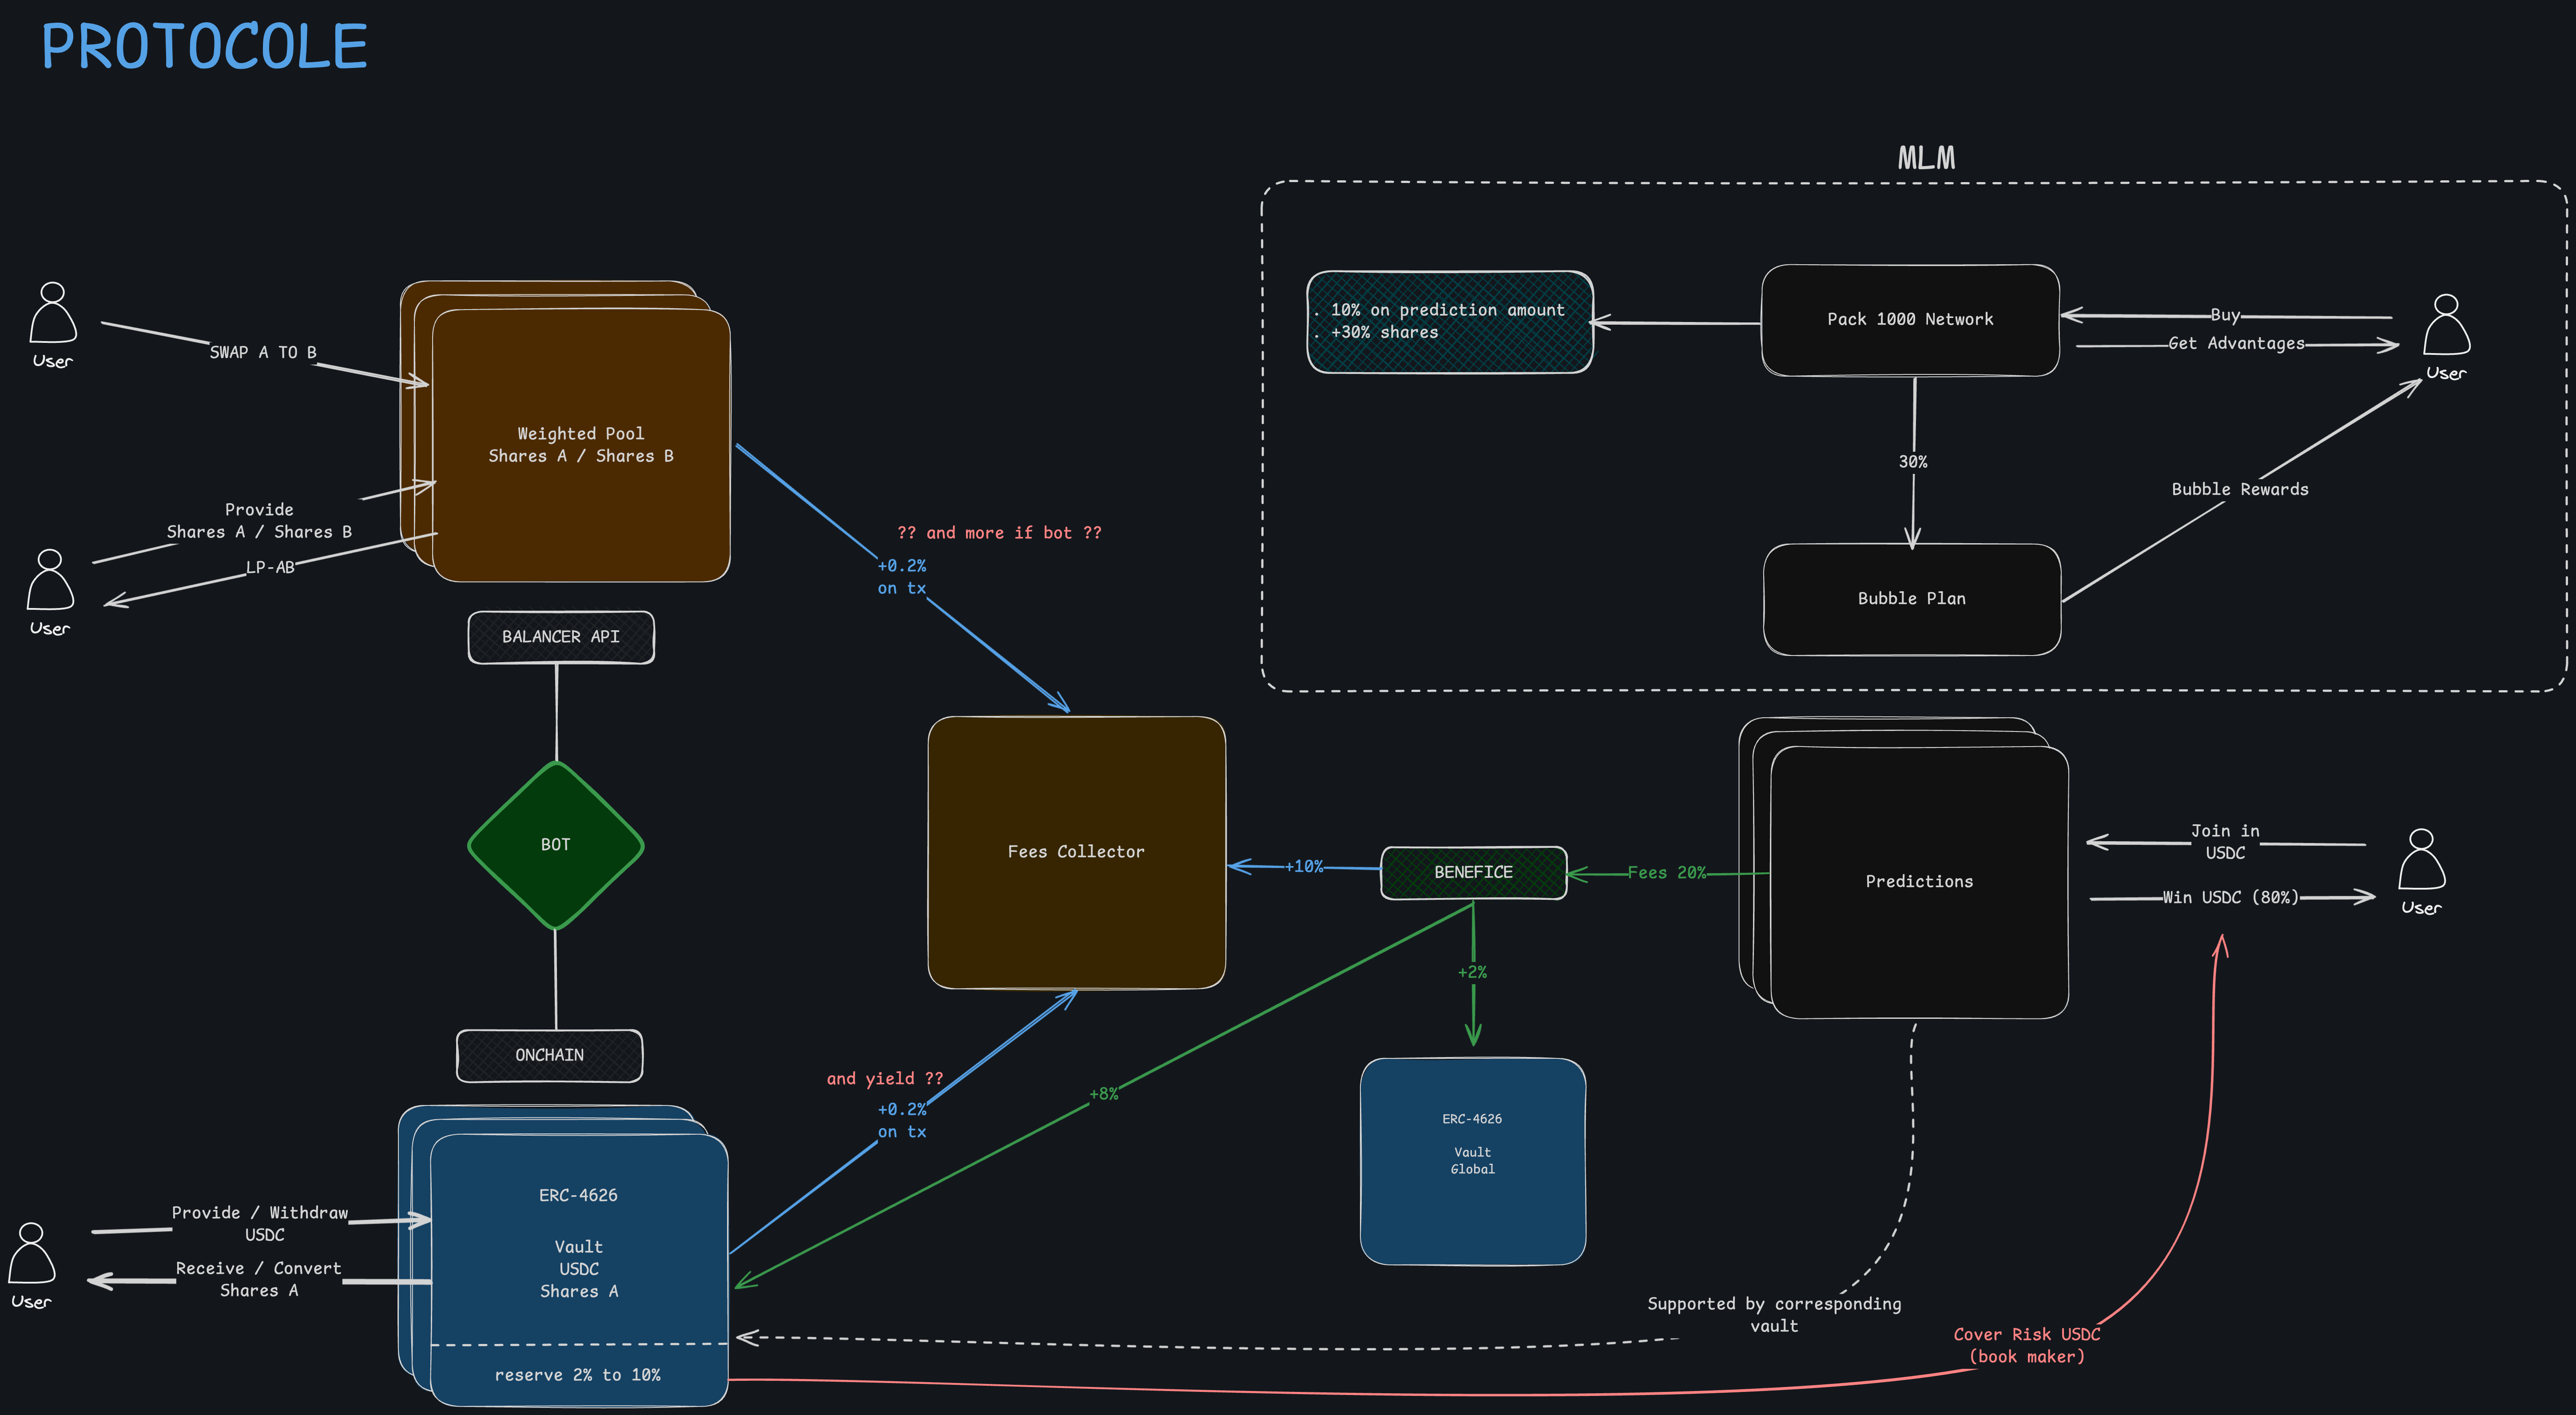 PROTOCOLE
MLM
. 10% on prediction amount
. +30% shares
Pack 1000 Network
Buy
Get Advantages
User
30%
Bubble Rewards
Bubble Plan
User
SWAP A TO B
Weighted Pool
Shares A / Shares B
Provide
Shares A / Shares B
LP-AB
User
?? and more if bot ??
+0.2%
on tx
BALANCER API
BOT
ONCHAIN
Fees Collector
+10%
BENEFICE
Fees 20%
Predictions
Join in
USDC
Win USDC (80%)
User
+2%
+8%
and yield ??
+0.2%
on tx
ERC-4626
Vault
Global
User
Provide / Withdraw
USDC
Receive / Convert
Shares A
ERC-4626
Vault
USDC
Shares A
reserve 2% to 10%
Supported by corresponding
vault
Cover Risk USDC
(book maker)